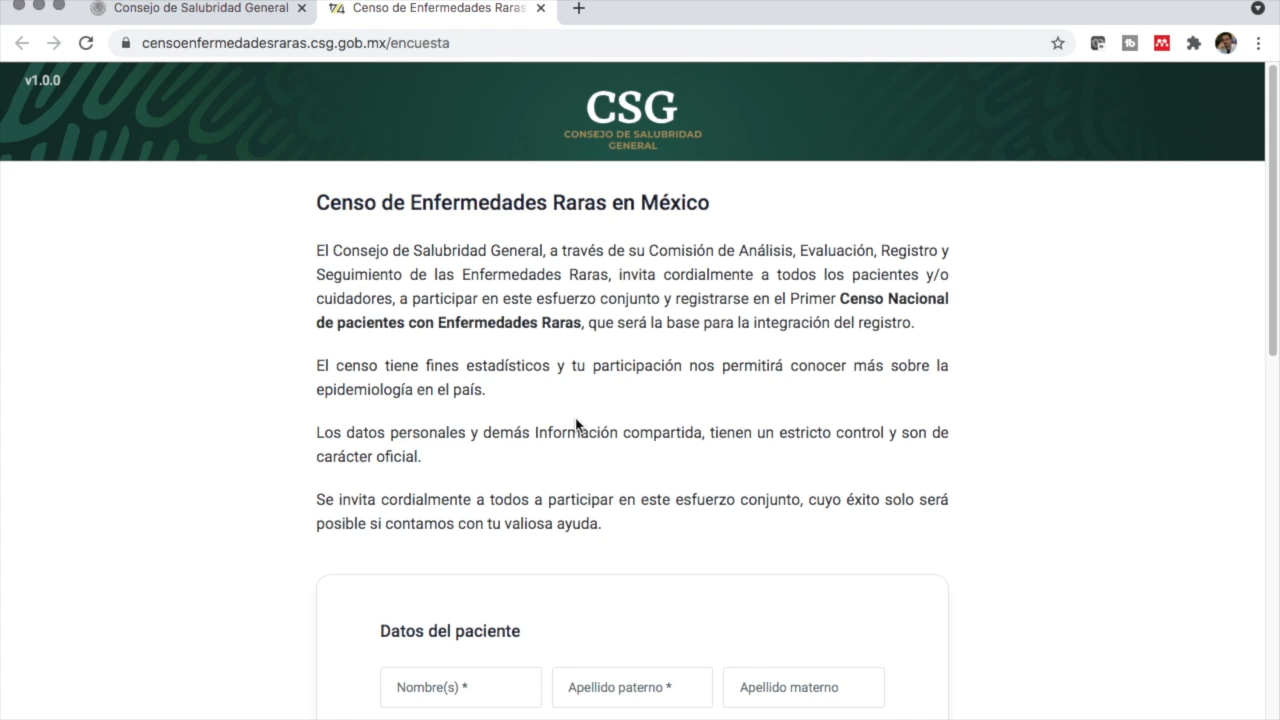 Consejo de Salubridad General
Censo de Enfermedades Raras
censoenfermedadesraras.csg.gob.mx/encuesta
v1.0.0
CSG
CONSEJO DE SALUBRIDAD
GENERAL
Censo de Enfermedades Raras en México
El Consejo de Salubridad General, a través de su Comisión de Análisis, Evaluación, Registro y
Seguimiento de las Enfermedades Raras, invita cordialmente a todos los pacientes y/o
cuidadores, a participar en este esfuerzo conjunto y registrarse en el Primer Censo Nacional
de pacientes con Enfermedades Raras, que será la base para la integración del registro.
El censo tiene fines estadísticos y tu participación nos permitirá conocer más sobre la
epidemiología en el país.
Los datos personales y demás Información compartida, tienen un estricto control y son de
carácter oficial.
Se invita cordialmente a todos a participar en este esfuerzo conjunto, cuyo éxito solo será
posible si contamos con tu valiosa ayuda.
Datos del paciente
Nombre(s) *
Apellido paterno *
Apellido materno